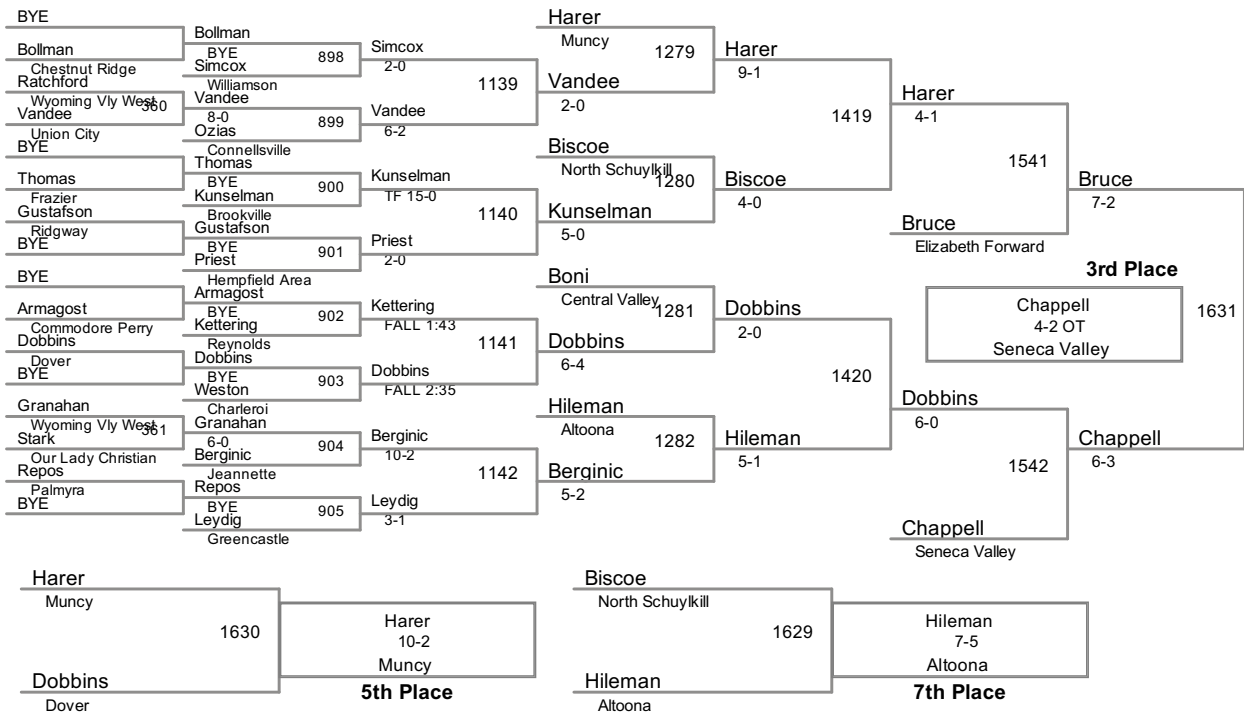 BYE
Bollman
Chestnut Ridge
Ratchford
Wyoming Vly West
360
Vandee
Union City
BYE
Thomas
Frazier
Gustafson
Ridgway
BYE
BYE
Armagost
Commodore Perry
Dobbins
Dover
BYE
Granahan
Wyoming Vly West
361
Stark
Our Lady Christian
Repos
Palmyra
BYE
Bollman
BYE
898
Simcox
Williamson
Vandee
8-0
899
Ozias
Connellsville
Thomas
BYE
900
Kunselman
Brookville
Gustafson
BYE
901
Priest
Hempfield Area
Armagost
BYE
902
Kettering
Reynolds
Dobbins
BYE
903
Weston
Charleroi
Granahan
6-0
904
Berginic
Jeannette
Repos
BYE
905
Leydig
Greencastle
Simcox
2-0
1139
Vandee
6-2
Kunselman
TF 15-0
1140
Priest
2-0
Kettering
FALL 1:43
1141
Dobbins
FALL 2:35
Berginic
10-2
1142
Leydig
3-1
Harer
Muncy
1279
Vandee
2-0
Biscoe
North Schuylkill
1280
Kunselman
5-0
Boni
Central Valley
1281
Dobbins
6-4
Hileman
Altoona
1282
Berginic
5-2
Harer
9-1
1419
Biscoe
4-0
Dobbins
2-0
1420
Hileman
5-1
Harer
4-1
1541
Bruce
Elizabeth Forward
Dobbins
6-0
1542
Chappell
Seneca Valley
Bruce
7-2
3rd Place
Chappell
4-2 OT
Seneca Valley
1631
Chappell
6-3
Harer
Muncy
1630
Dobbins
Dover
Harer
10-2
Muncy
5th Place
Biscoe
North Schuylkill
1629
Hileman
Altoona
Hileman
7-5
Altoona
7th Place